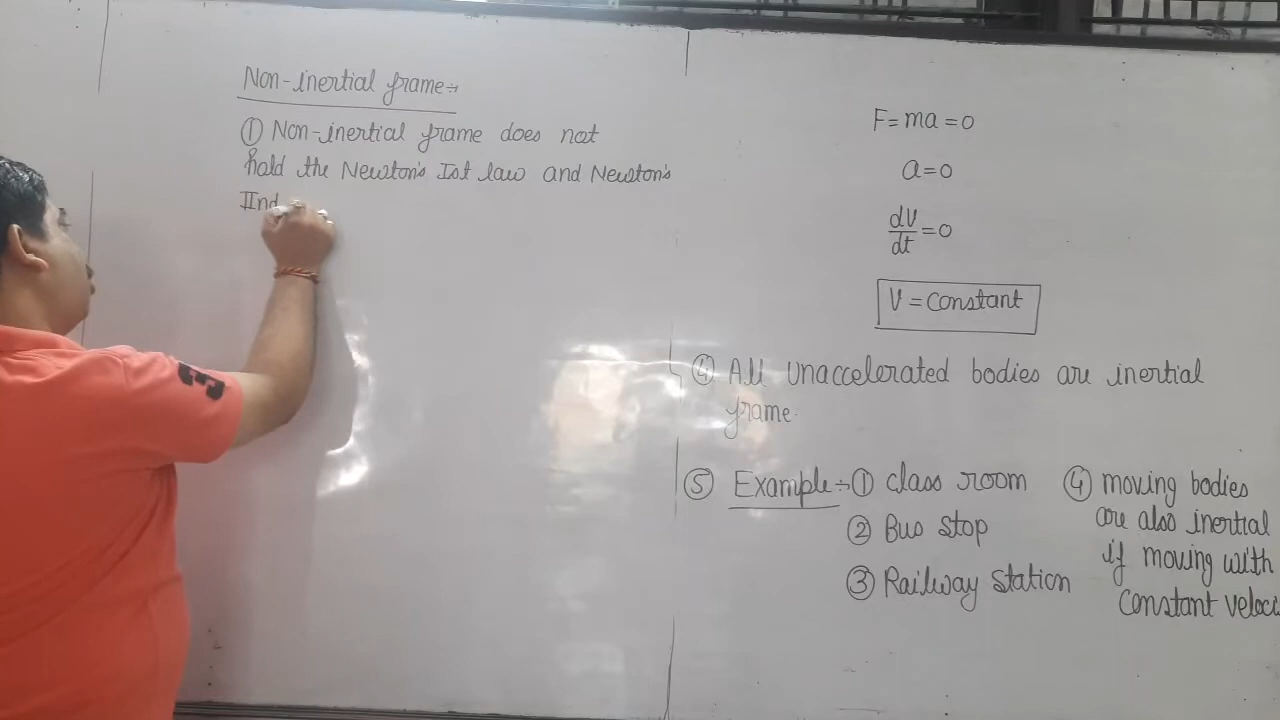 Non-inertial frame:-
① Non-inertial frame does not
hold the Newton's Ist law and Newton's
IInd
F=ma=0
a=0
dV/dt=0
V=constant
④ All unaccelerated bodies are inertial
frame.
⑤ Example:- ① class room
② Bus stop
③ Railway station
④ moving bodies
are also inertial
if moving with
constant veloci
3